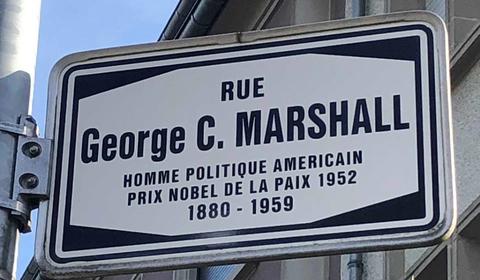 RUE
George C. MARSHALL
HOMME POLITIQUE AMERICAIN
PRIX NOBEL DE LA PAIX 1952
1880 - 1959